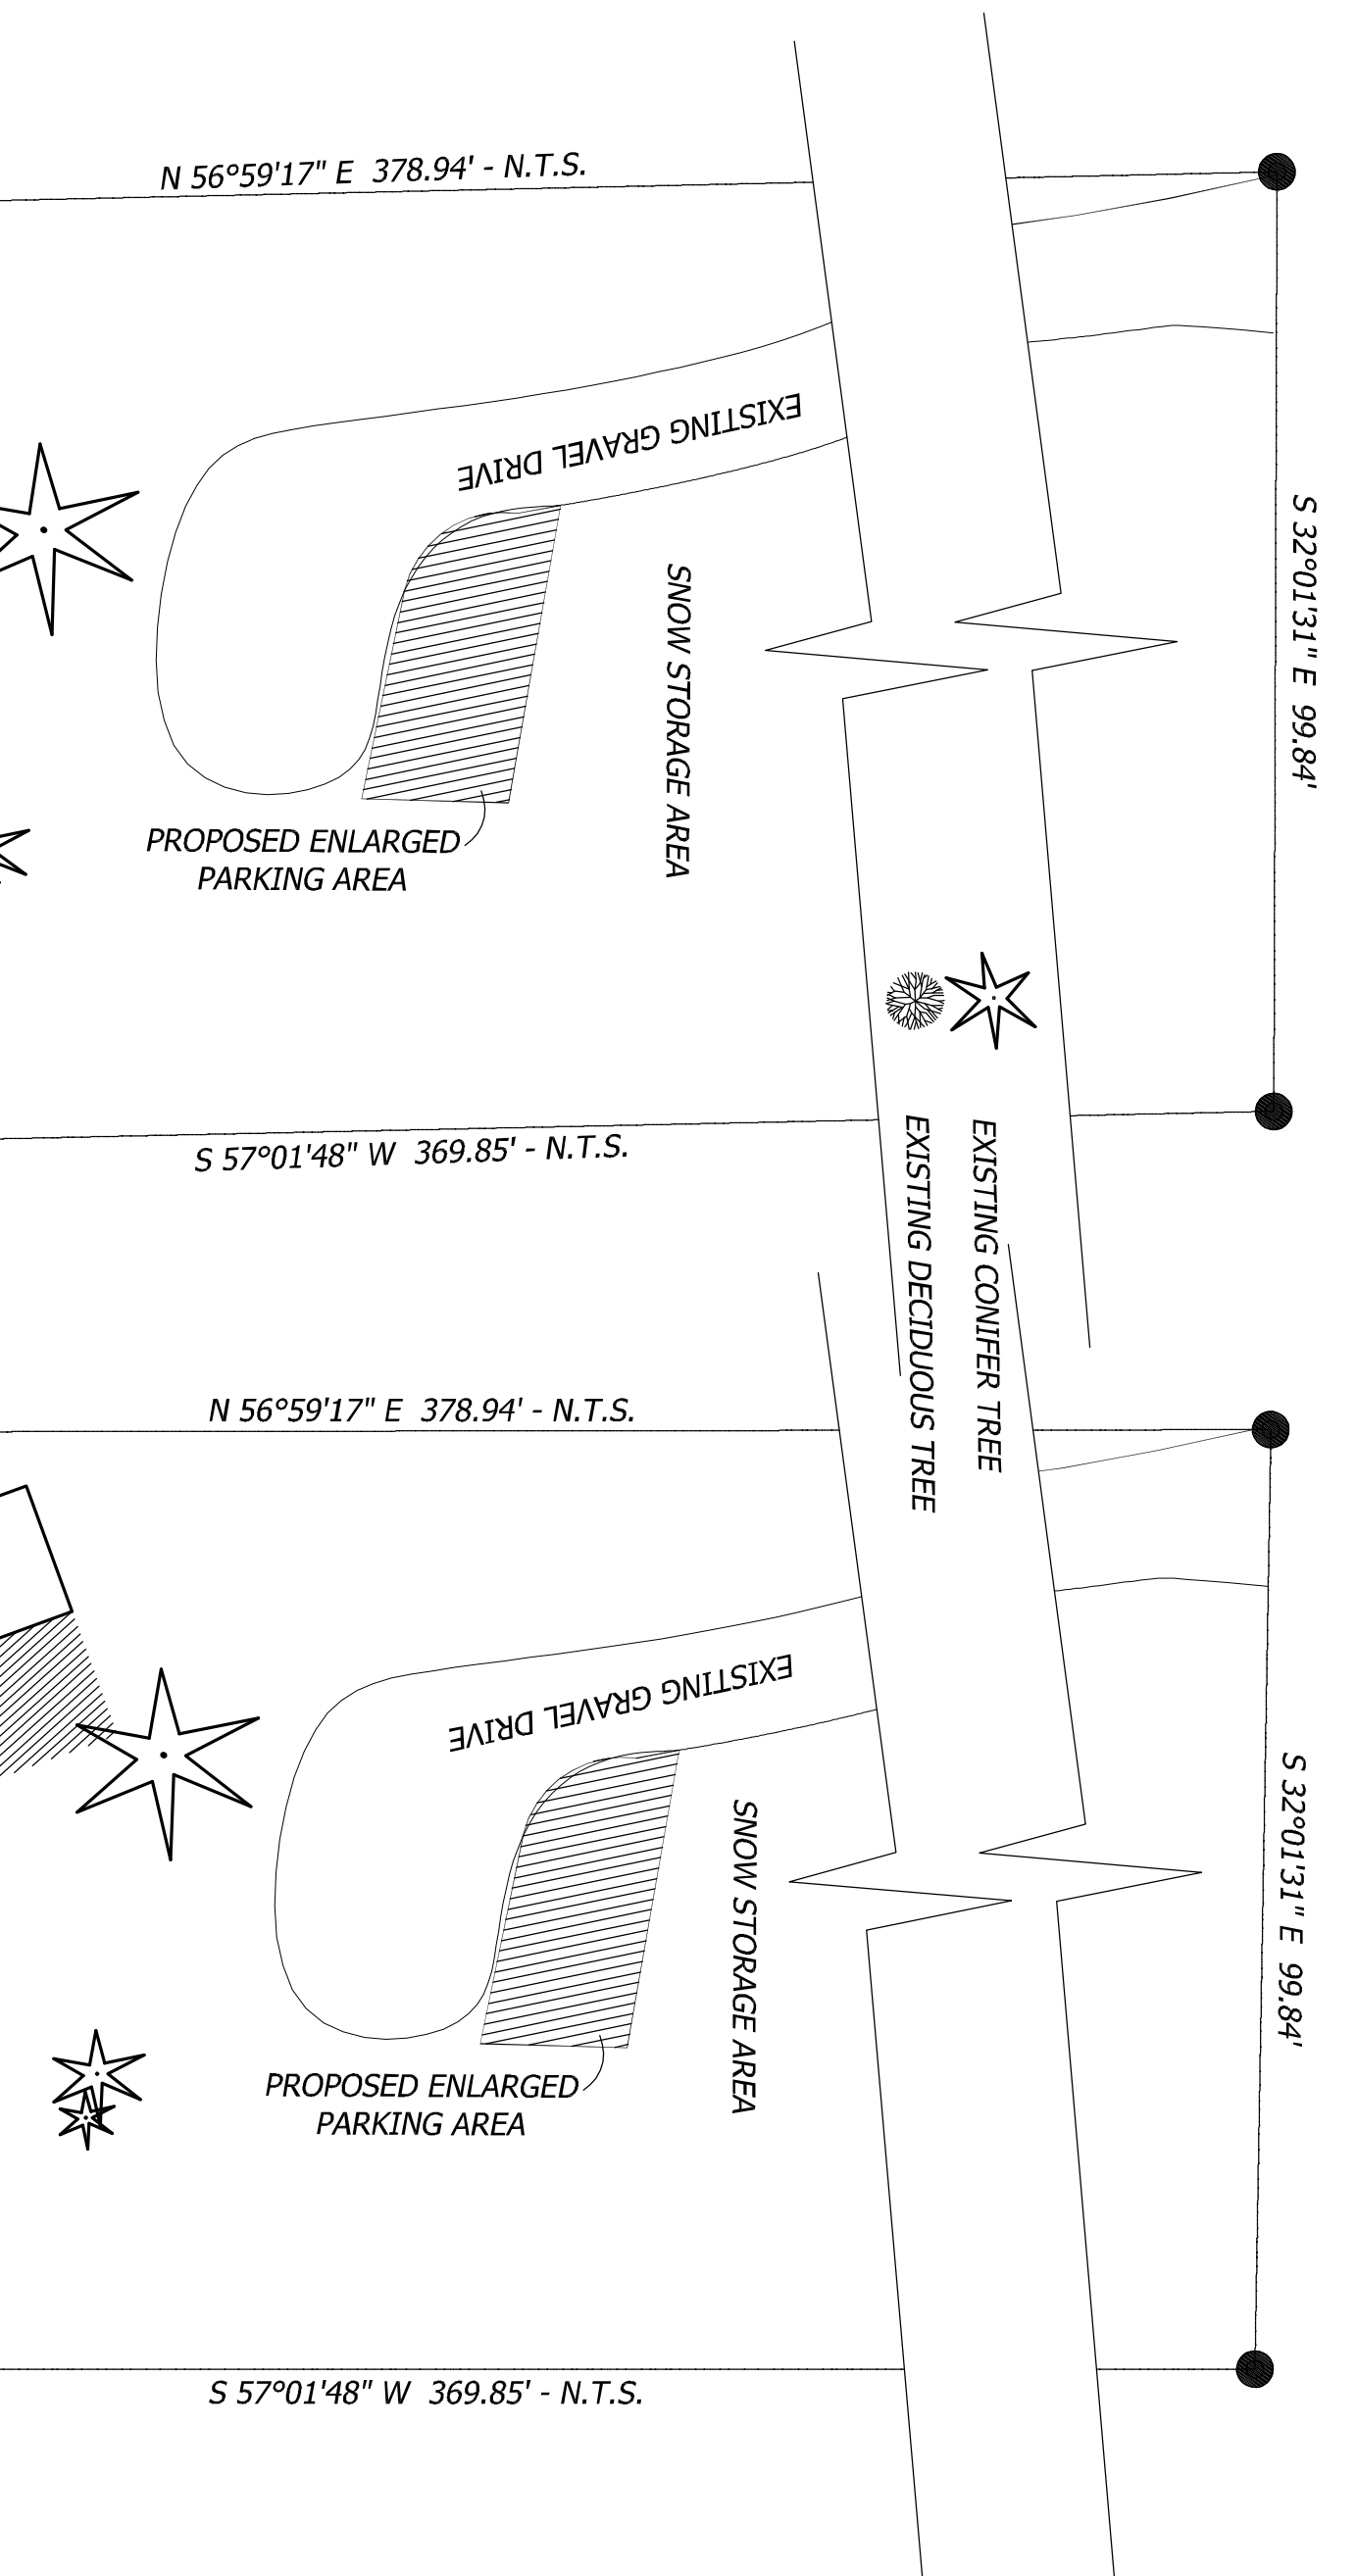 N 56°59'17" E 378.94' - N.T.S.
EXISTING GRAVEL DRIVE
S 32°01'31" E 99.84'
SNOW STORAGE AREA
PROPOSED ENLARGED
PARKING AREA
S 57°01'48" W 369.85' - N.T.S.
EXISTING CONIFER TREE
EXISTING DECIDUOUS TREE
N 56°59'17" E 378.94' - N.T.S.
EXISTING GRAVEL DRIVE
S 32°01'31" E 99.84'
SNOW STORAGE AREA
PROPOSED ENLARGED
PARKING AREA
S 57°01'48" W 369.85' - N.T.S.